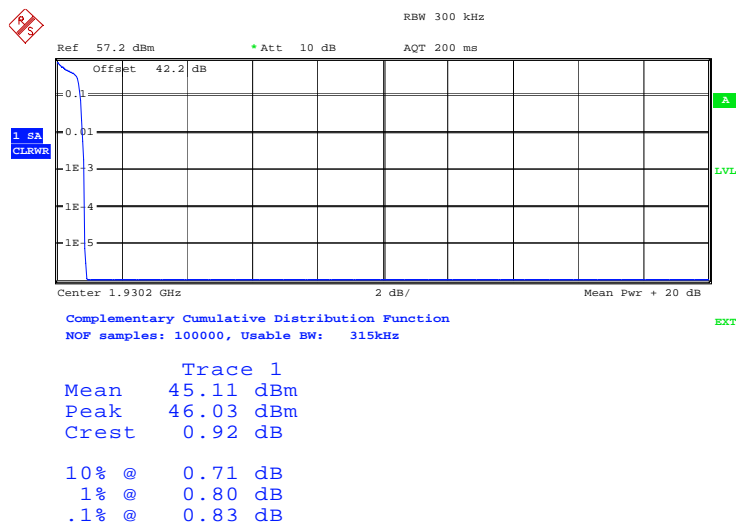 RBW 300 kHz
Ref 57.2 dBm * Att 10 dB AQT 200 ms
Offset 42.2 dB
0.1
A
1 SA
CLRWR
0.01
1E-3
LVL
1E-4
1E-5
Center 1.9302 GHz 2 dB/ Mean Pwr + 20 dB
Complementary Cumulative Distribution Function
EXT
NOF samples: 100000, Usable BW: 315kHz
Trace 1
Mean 45.11 dBm
Peak 46.03 dBm
Crest 0.92 dB
10% @ 0.71 dB
1% @ 0.80 dB
.1% @ 0.83 dB